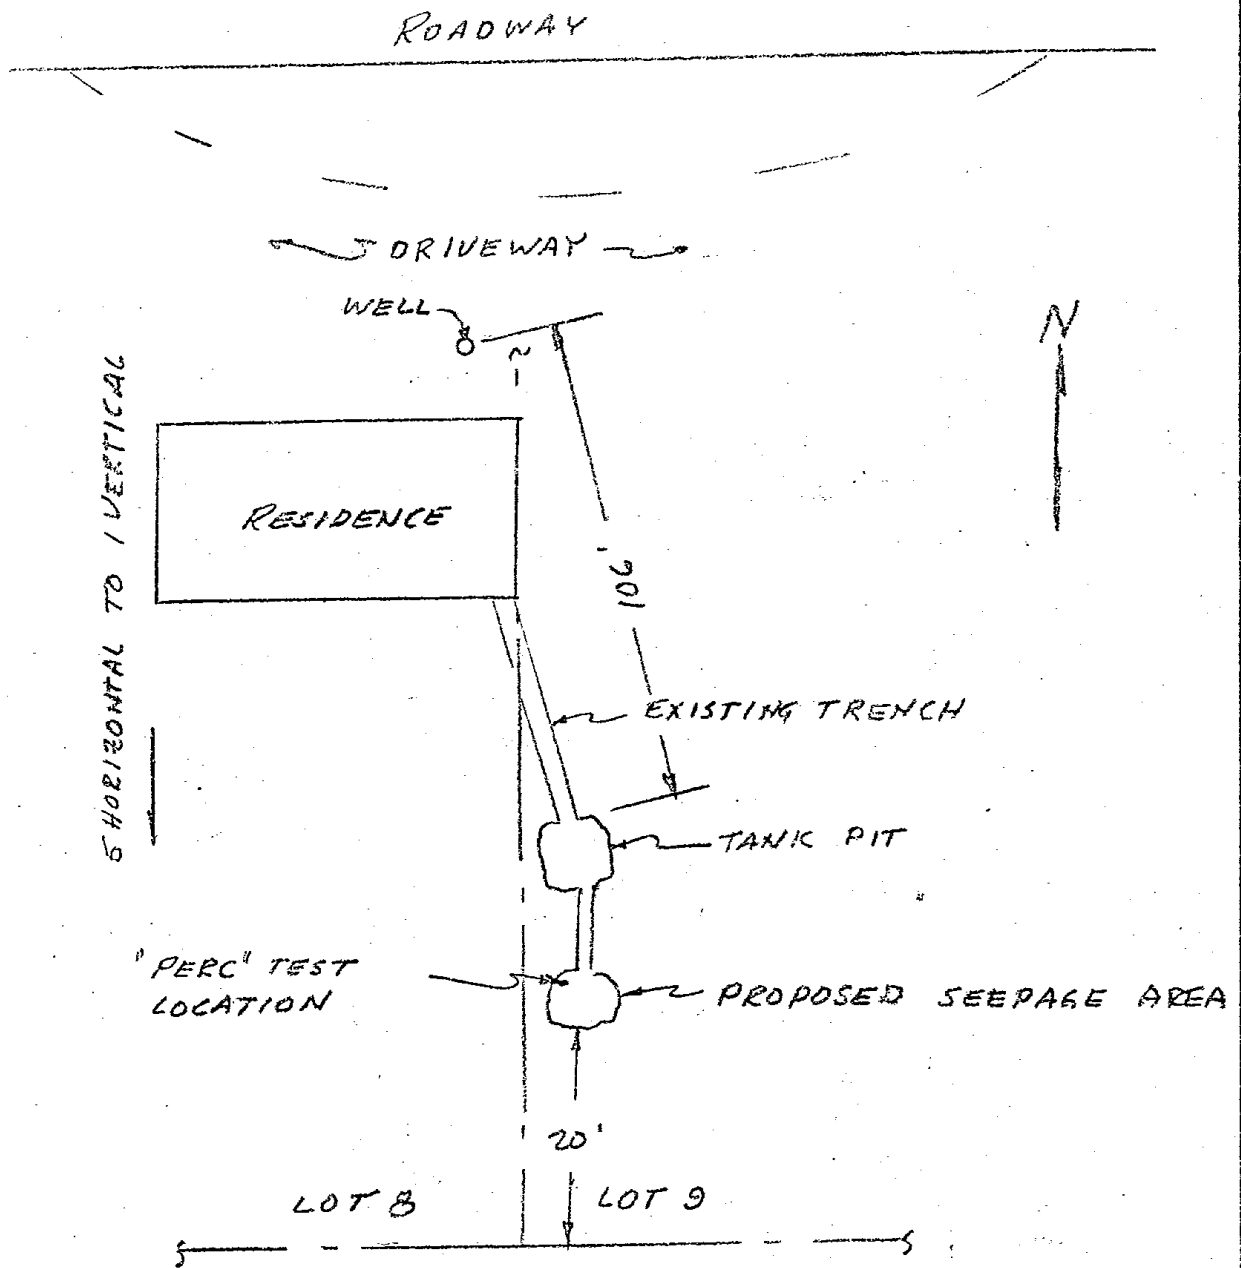 ROADWAY
DRIVEWAY
WELL
N
5 HORIZONTAL TO 1 VERTICAL
RESIDENCE
106'
EXISTING TRENCH
TANK PIT
"PERC" TEST
LOCATION
PROPOSED SEEPAGE AREA
20'
LOT 8
LOT 9